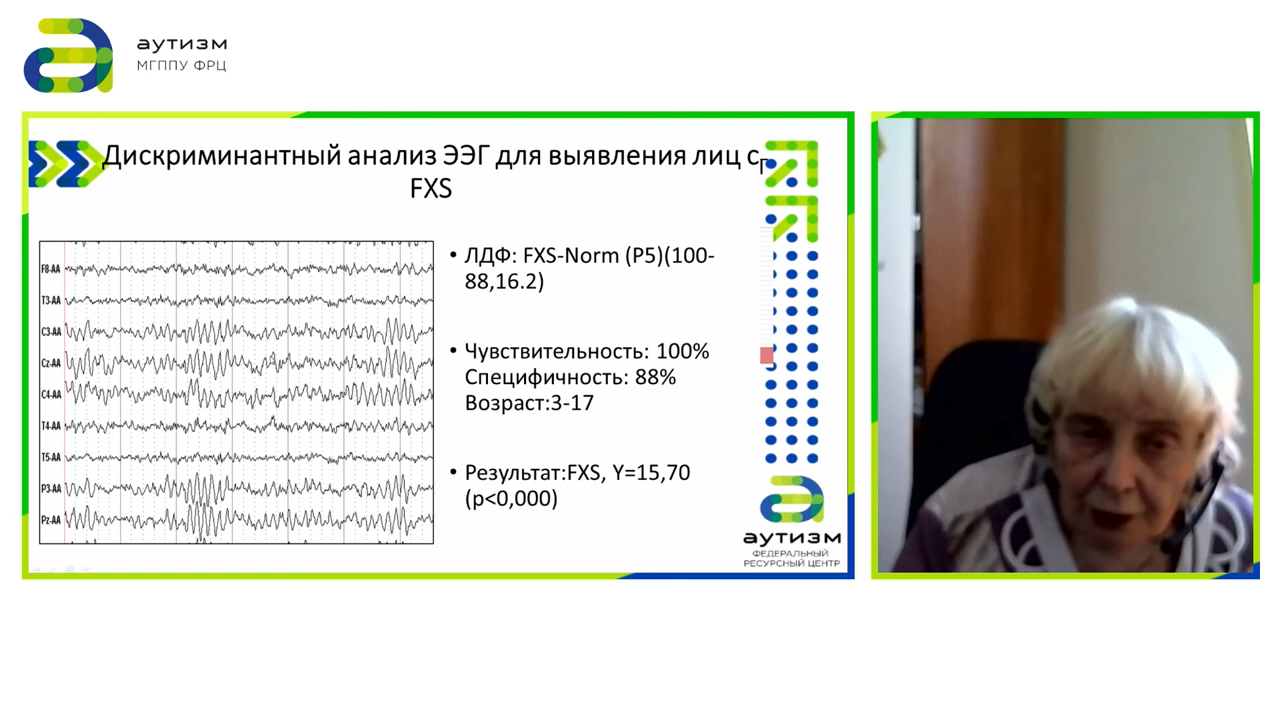 аутизм
МГППУ ФРЦ
Дискриминантный анализ ЭЭГ для выявления лиц с
FXS
F8-AA
T3-AA
C3-AA
Cz-AA
C4-AA
T4-AA
T5-AA
P3-AA
Pz-AA
• ЛДФ: FXS-Norm (P5)(100-
88,16.2)
• Чувствительность: 100%
Специфичность: 88%
Возраст:3-17
• Результат:FXS, Y=15,70
(p<0,000)
аутизм
ФЕДЕРАЛЬНЫЙ
РЕСУРСНЫЙ ЦЕНТР